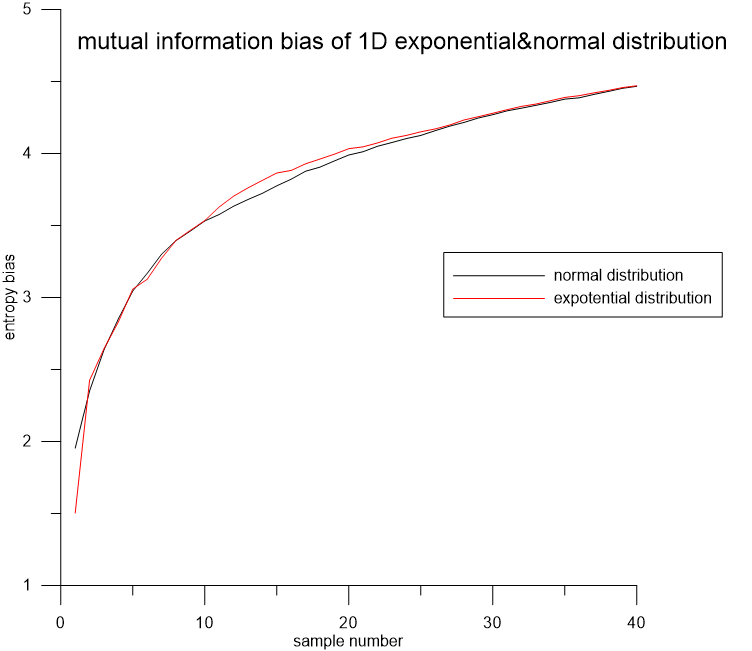 5
mutual information bias of 1D exponential&normal distribution
4
3
2
1
entropy bias
normal distribution
expotential distribution
0 10 20 30 40
sample number